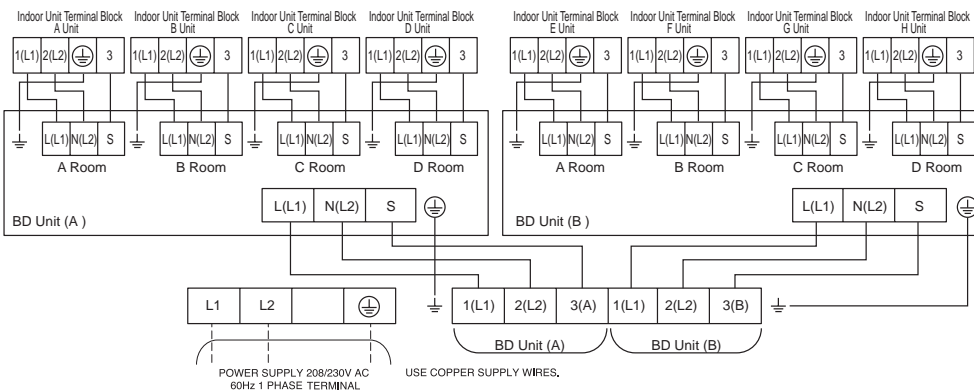 Indoor Unit Terminal Block Indoor Unit Terminal Block Indoor Unit Terminal Block Indoor Unit Terminal Block Indoor Unit Terminal Block Indoor Unit Terminal Block Indoor Unit Terminal Block Indoor Unit Terminal Block
A Unit B Unit C Unit D Unit E Unit F Unit G Unit H Unit
1(L1) 2(L2) 3 1(L1) 2(L2) 3 1(L1) 2(L2) 3 1(L1) 2(L2) 3 1(L1) 2(L2) 3 1(L1) 2(L2) 3 1(L1) 2(L2) 3 1(L1) 2(L2) 3
L(L1) N(L2) S L(L1) N(L2) S L(L1) N(L2) S L(L1) N(L2) S L(L1) N(L2) S L(L1) N(L2) S L(L1) N(L2) S L(L1) N(L2) S
A Room B Room C Room D Room A Room B Room C Room D Room
L(L1) N(L2) S L(L1) N(L2) S
BD Unit (A ) BD Unit (B )
L1 L2 1(L1) 2(L2) 3(A) 1(L1) 2(L2) 3(B)
BD Unit (A) BD Unit (B)
POWER SUPPLY 208/230V AC USE COPPER SUPPLY WIRES.
60Hz 1 PHASE TERMINAL